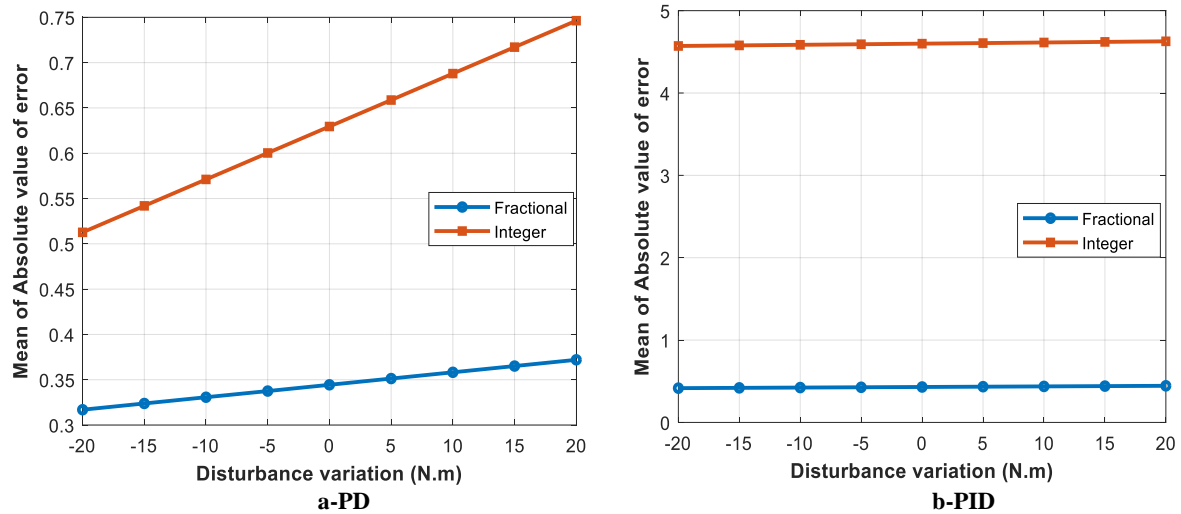 Mean of Absolute value of error
0.75
0.7
0.65
0.6
0.55
0.5
0.45
0.4
0.35
0.3
-20 -15 -10 -5 0 5 10 15 20
Disturbance variation (N.m)
Fractional
Integer
a-PD
Mean of Absolute value of error
5
4
3
2
1
0
-20 -15 -10 -5 0 5 10 15 20
Disturbance variation (N.m)
Fractional
Integer
b-PID